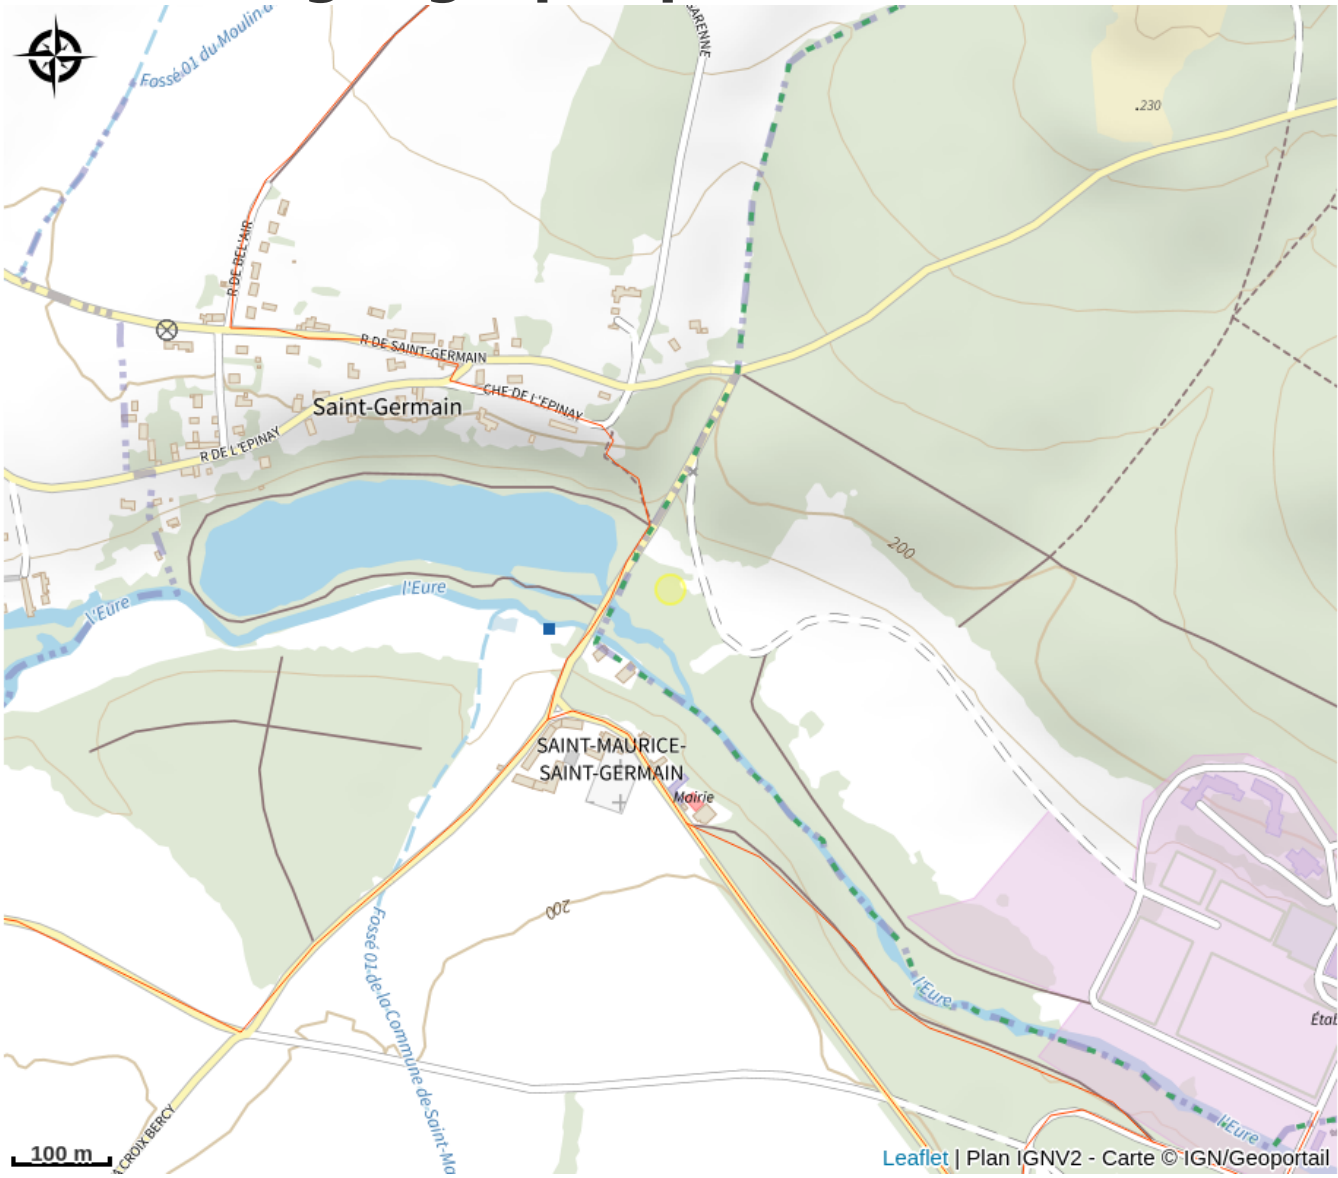 Fossé 01 du Moulin d
GARENNE
.230
R DE BEL'AIR
R DE SAINT-GERMAIN
CHE DE L'EPINAY
Saint-Germain
R DE L'EPINAY
200
l'Eure
l'Eure
SAINT-MAURICE-
SAINT-GERMAIN
Mairie
200
Fossé 01 de la Commune de Saint-Ma
l'Eure
Étab
l'Eure
A CROIX BERCY
100 m
Leaflet | Plan IGNV2 - Carte © IGN/Geoportail